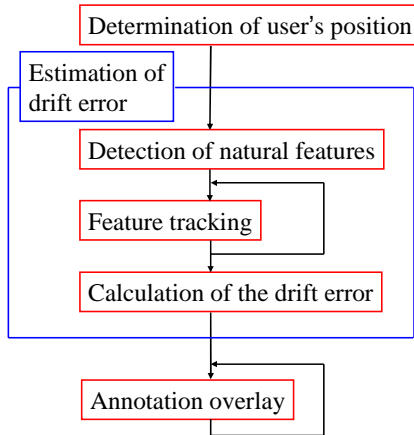 Determination of user's position
Estimation of
drift error
Detection of natural features
Feature tracking
Calculation of the drift error
Annotation overlay